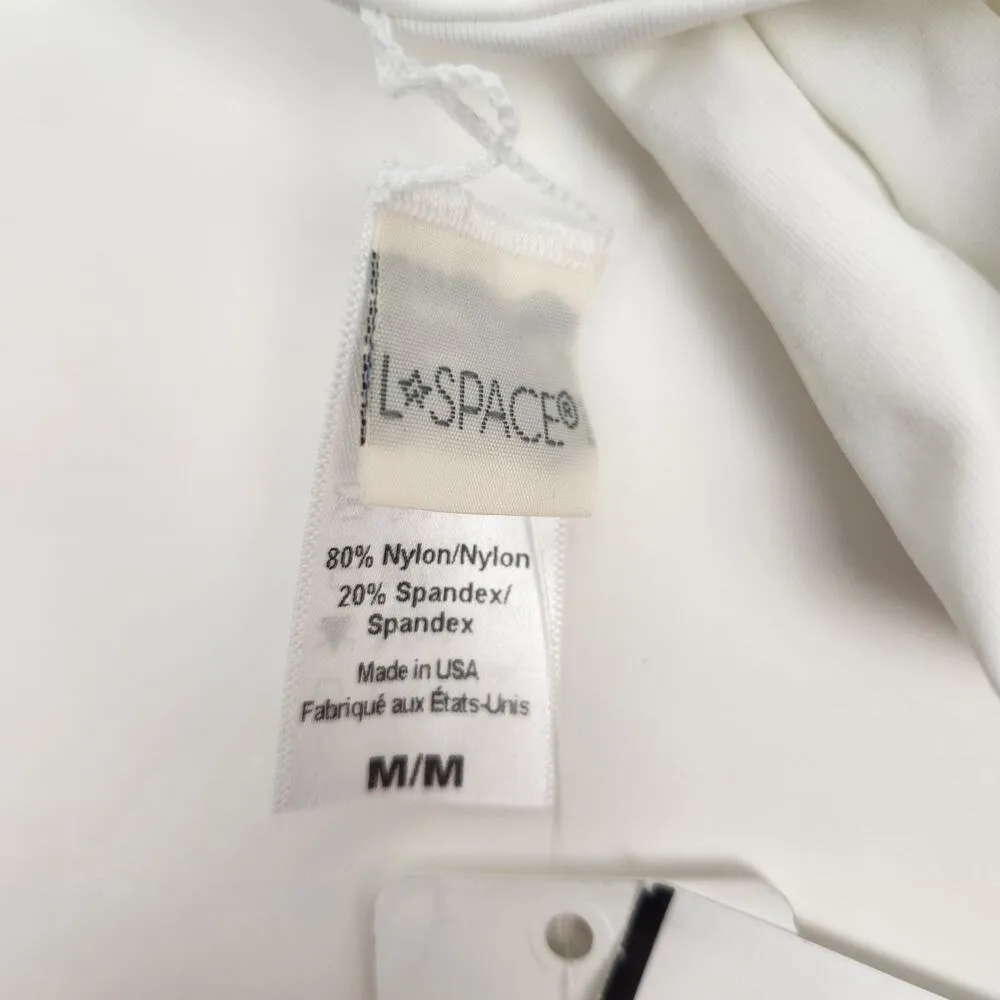 L★SPACE®
80% Nylon/Nylon
20% Spandex/
Spandex
Made in USA
Fabriqué aux États-Unis
M/M